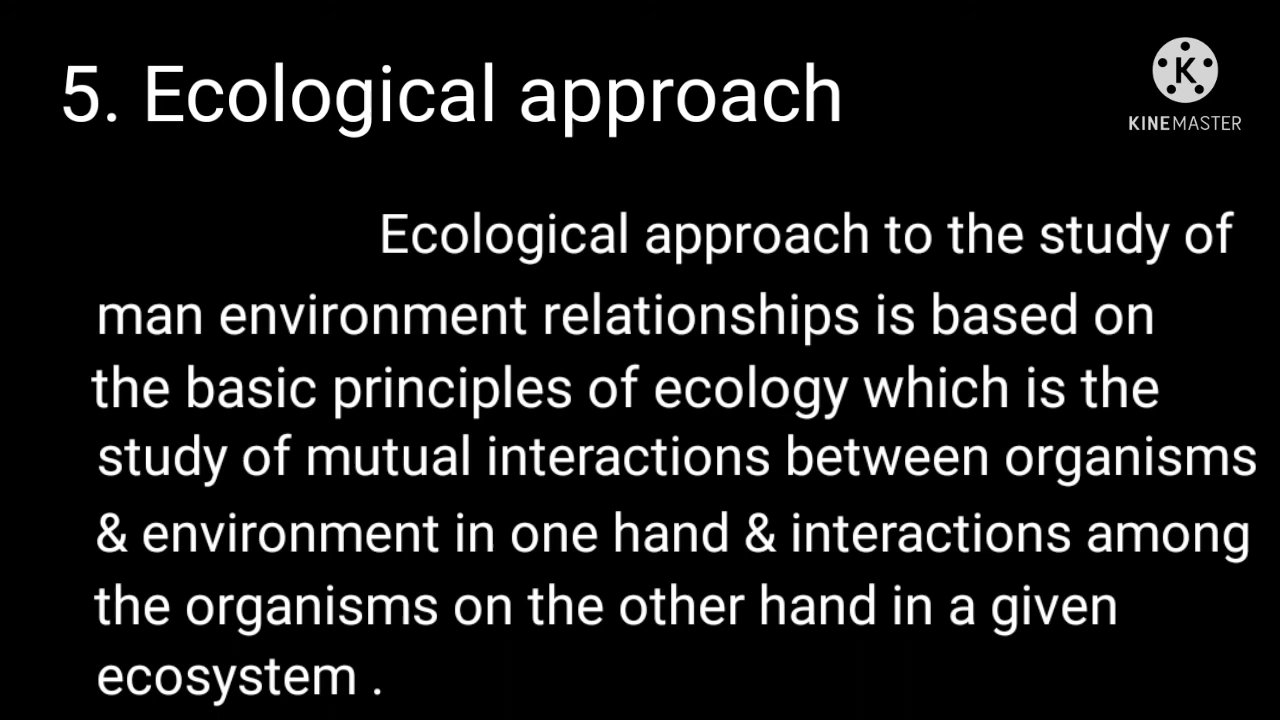 5. Ecological approach
K
KINEMASTER
Ecological approach to the study of
man environment relationships is based on
the basic principles of ecology which is the
study of mutual interactions between organisms
& environment in one hand & interactions among
the organisms on the other hand in a given
ecosystem .